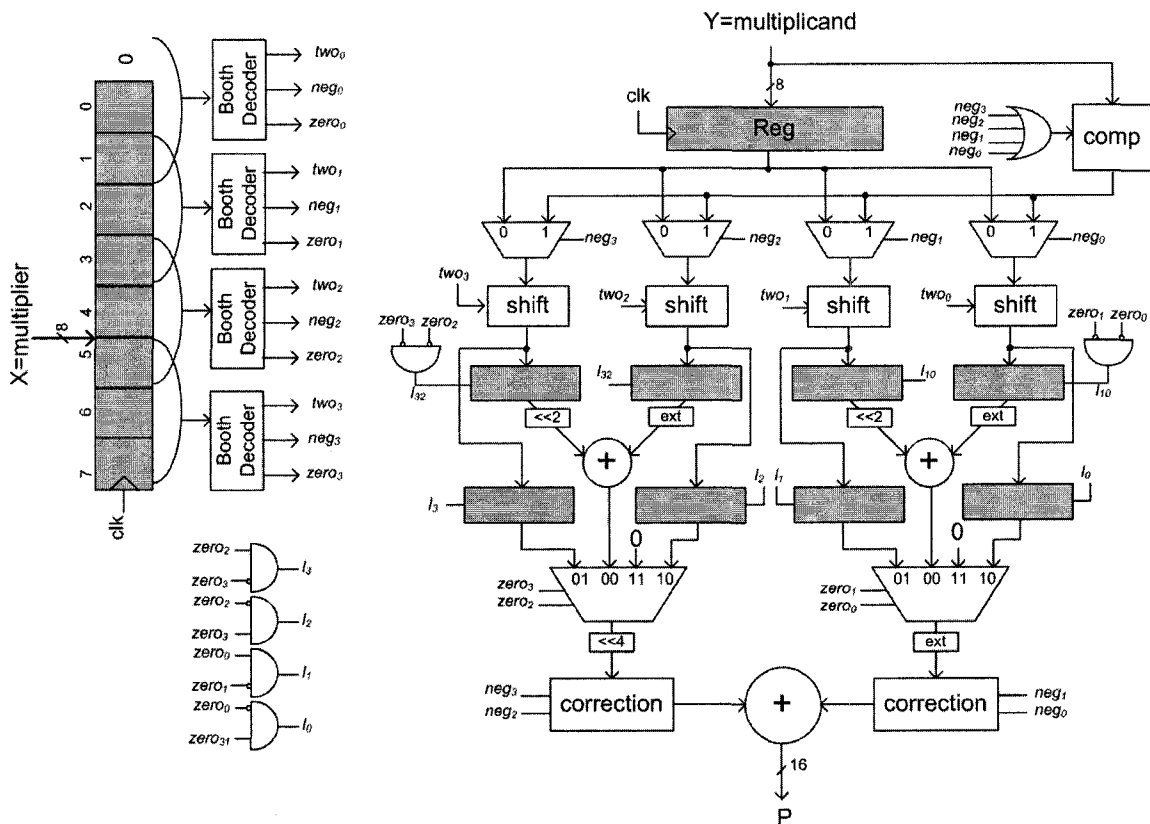 Y=multiplicand
8
clk
Reg
neg3
neg2
neg1
neg0
comp
0 1 neg3
0 1 neg2
0 1 neg1
0 1 neg0
two3
shift
two2
shift
two1
shift
two0
shift
zero3 zero2
zero1 zero0
l32
l32
l10
l10
<<2
ext
<<2
ext
+
+
l3
l2
l1
l0
0
0
01 00 11 10
01 00 11 10
zero3
zero2
zero1
zero0
<<4
ext
neg3
neg2
correction
+
correction
neg1
neg0
16
P
X=multiplier
8
0
0
1
2
3
4
5
6
7
clk
Booth
Decoder
two0
neg0
zero0
Booth
Decoder
two1
neg1
zero1
Booth
Decoder
two2
neg2
zero2
Booth
Decoder
two3
neg3
zero3
zero2
zero3
l3
zero2
zero3
l2
zero0
zero1
l1
zero0
zero31
l0